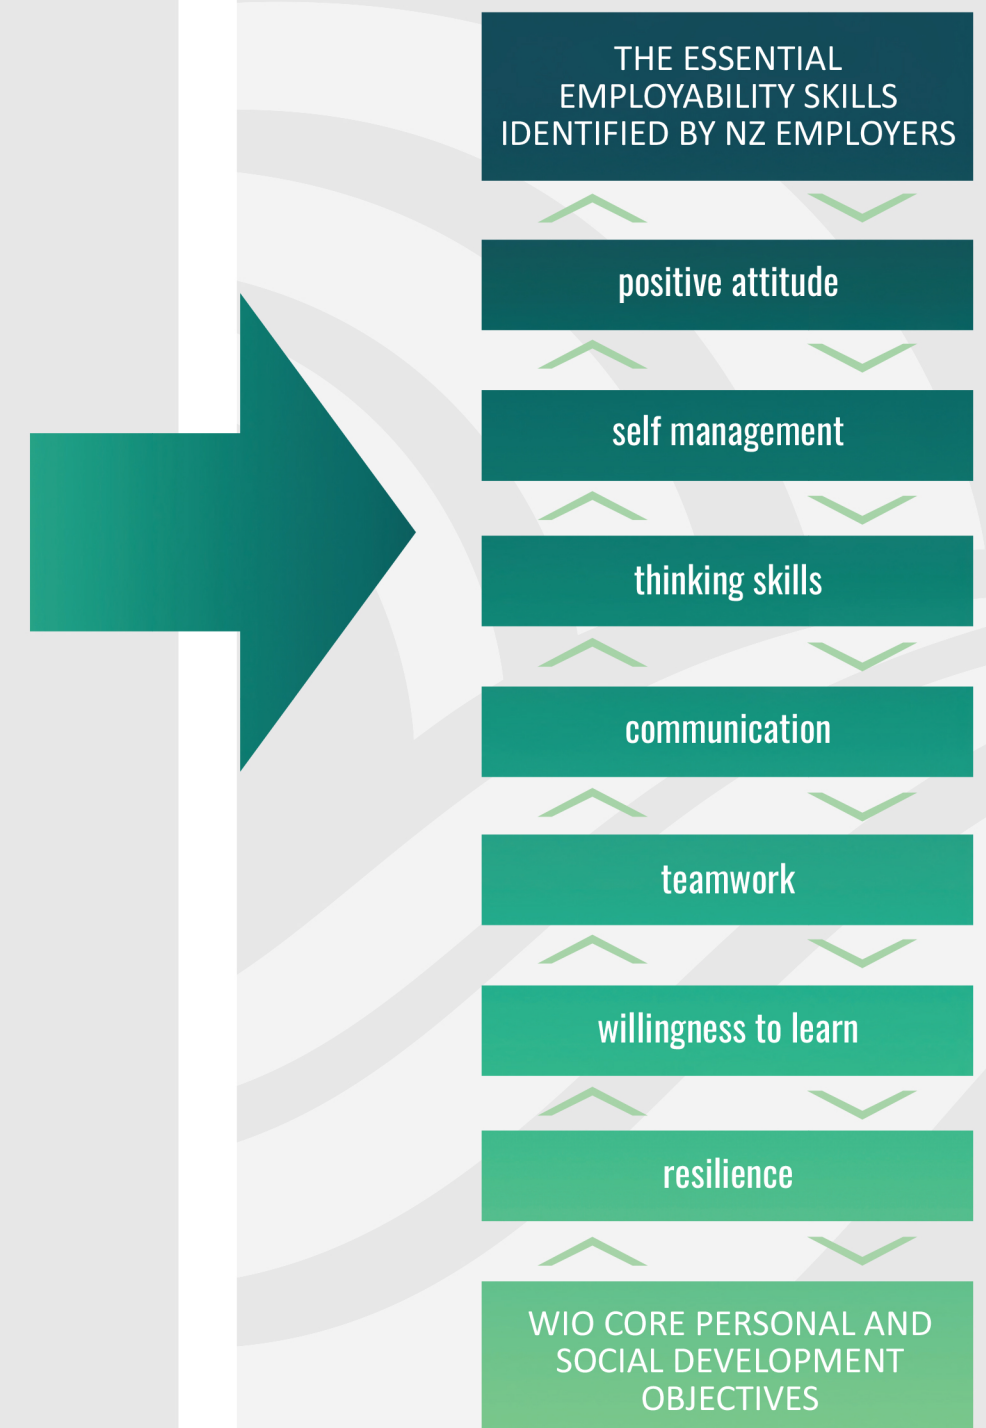 THE ESSENTIAL
EMPLOYABILITY SKILLS
IDENTIFIED BY NZ EMPLOYERS
positive attitude
self management
thinking skills
communication
teamwork
willingness to learn
resilience
WIO CORE PERSONAL AND
SOCIAL DEVELOPMENT
OBJECTIVES